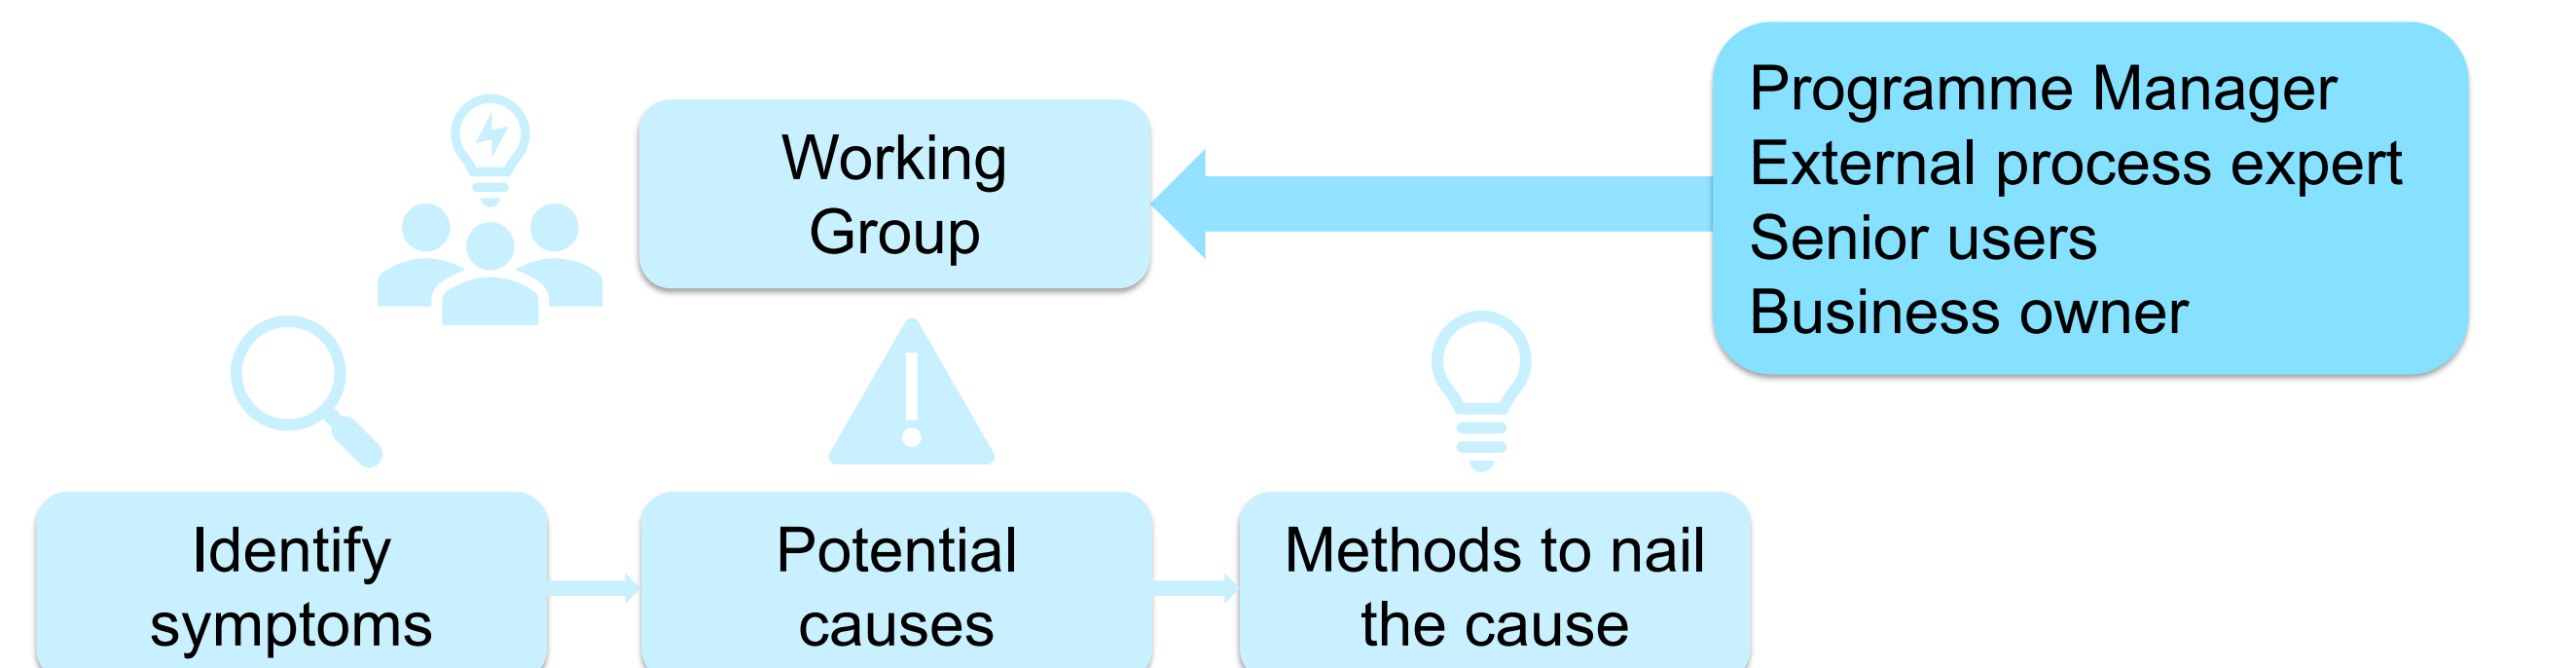 Working
Group
Programme Manager
External process expert
Senior users
Business owner
Identify
symptoms
Potential
causes
Methods to nail
the cause